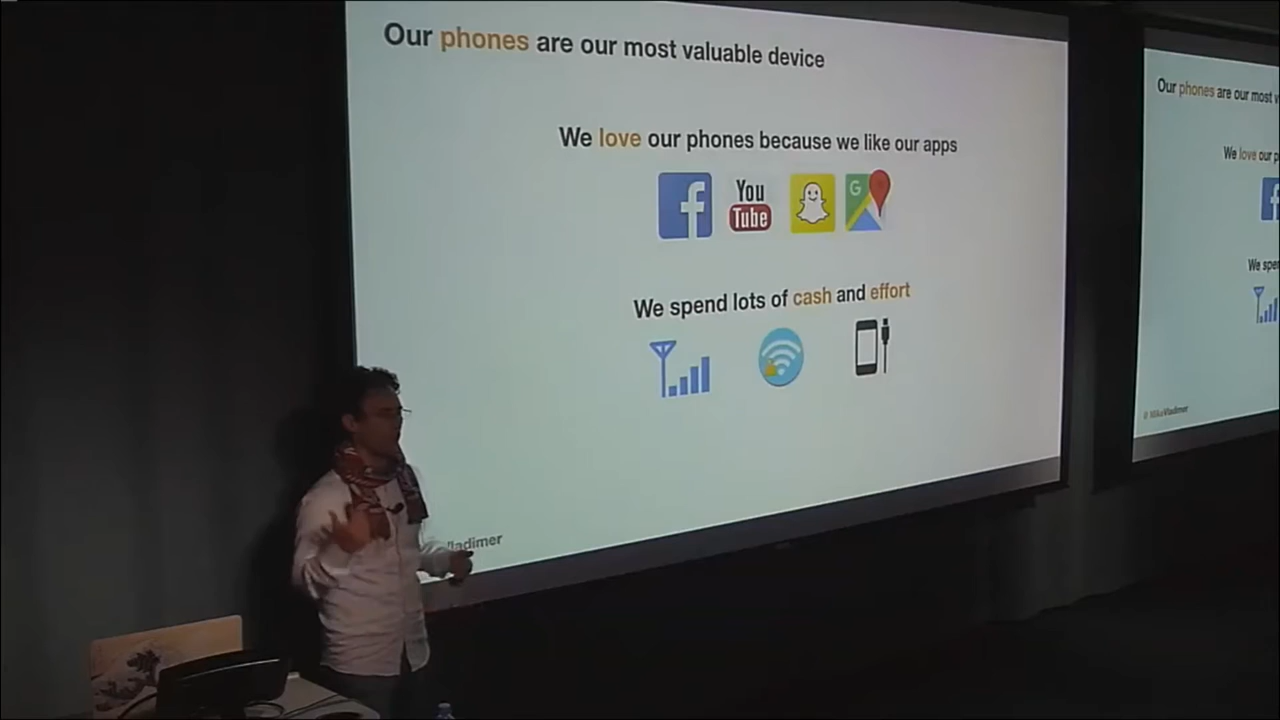 Our phones are our most valuable device
We love our phones because we like our apps
You
Tube
G
We spend lots of cash and effort
Vladimer
Our phones are our most v
We love our p
We spe
@ MikeVladimer